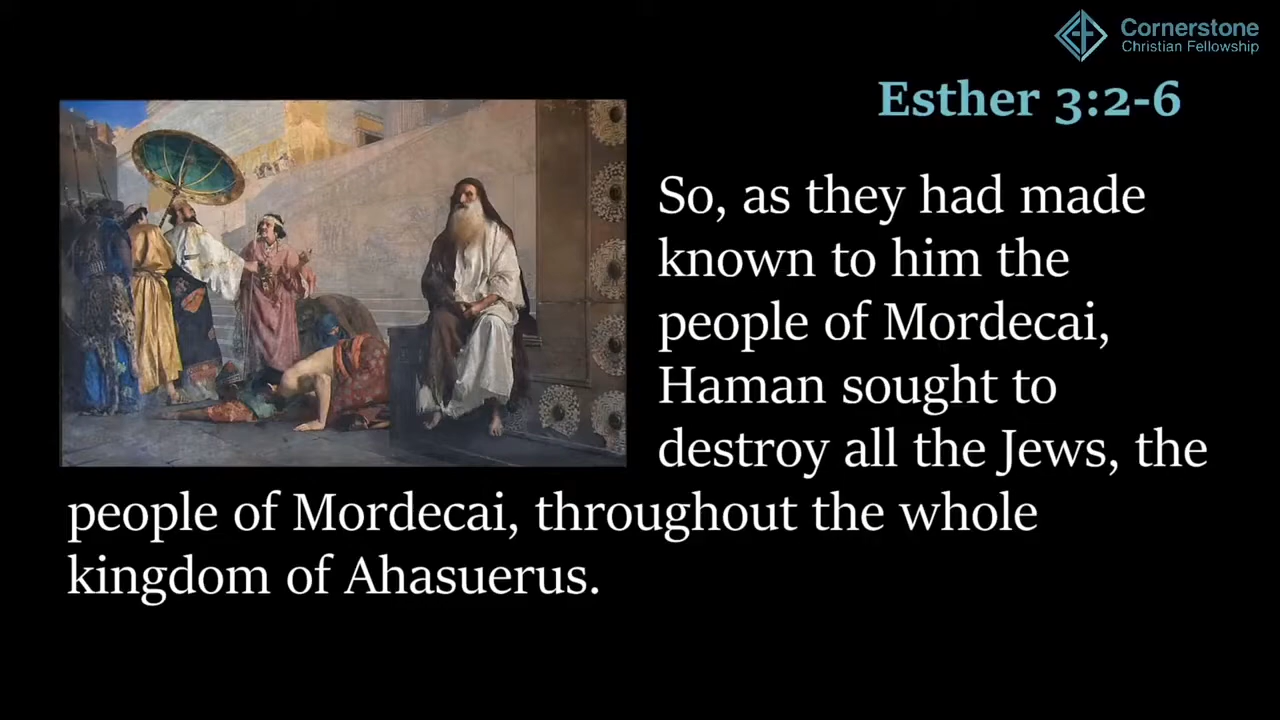 Cornerstone
Christian Fellowship
Esther 3:2-6
So, as they had made
known to him the
people of Mordecai,
Haman sought to
destroy all the Jews, the
people of Mordecai, throughout the whole
kingdom of Ahasuerus.